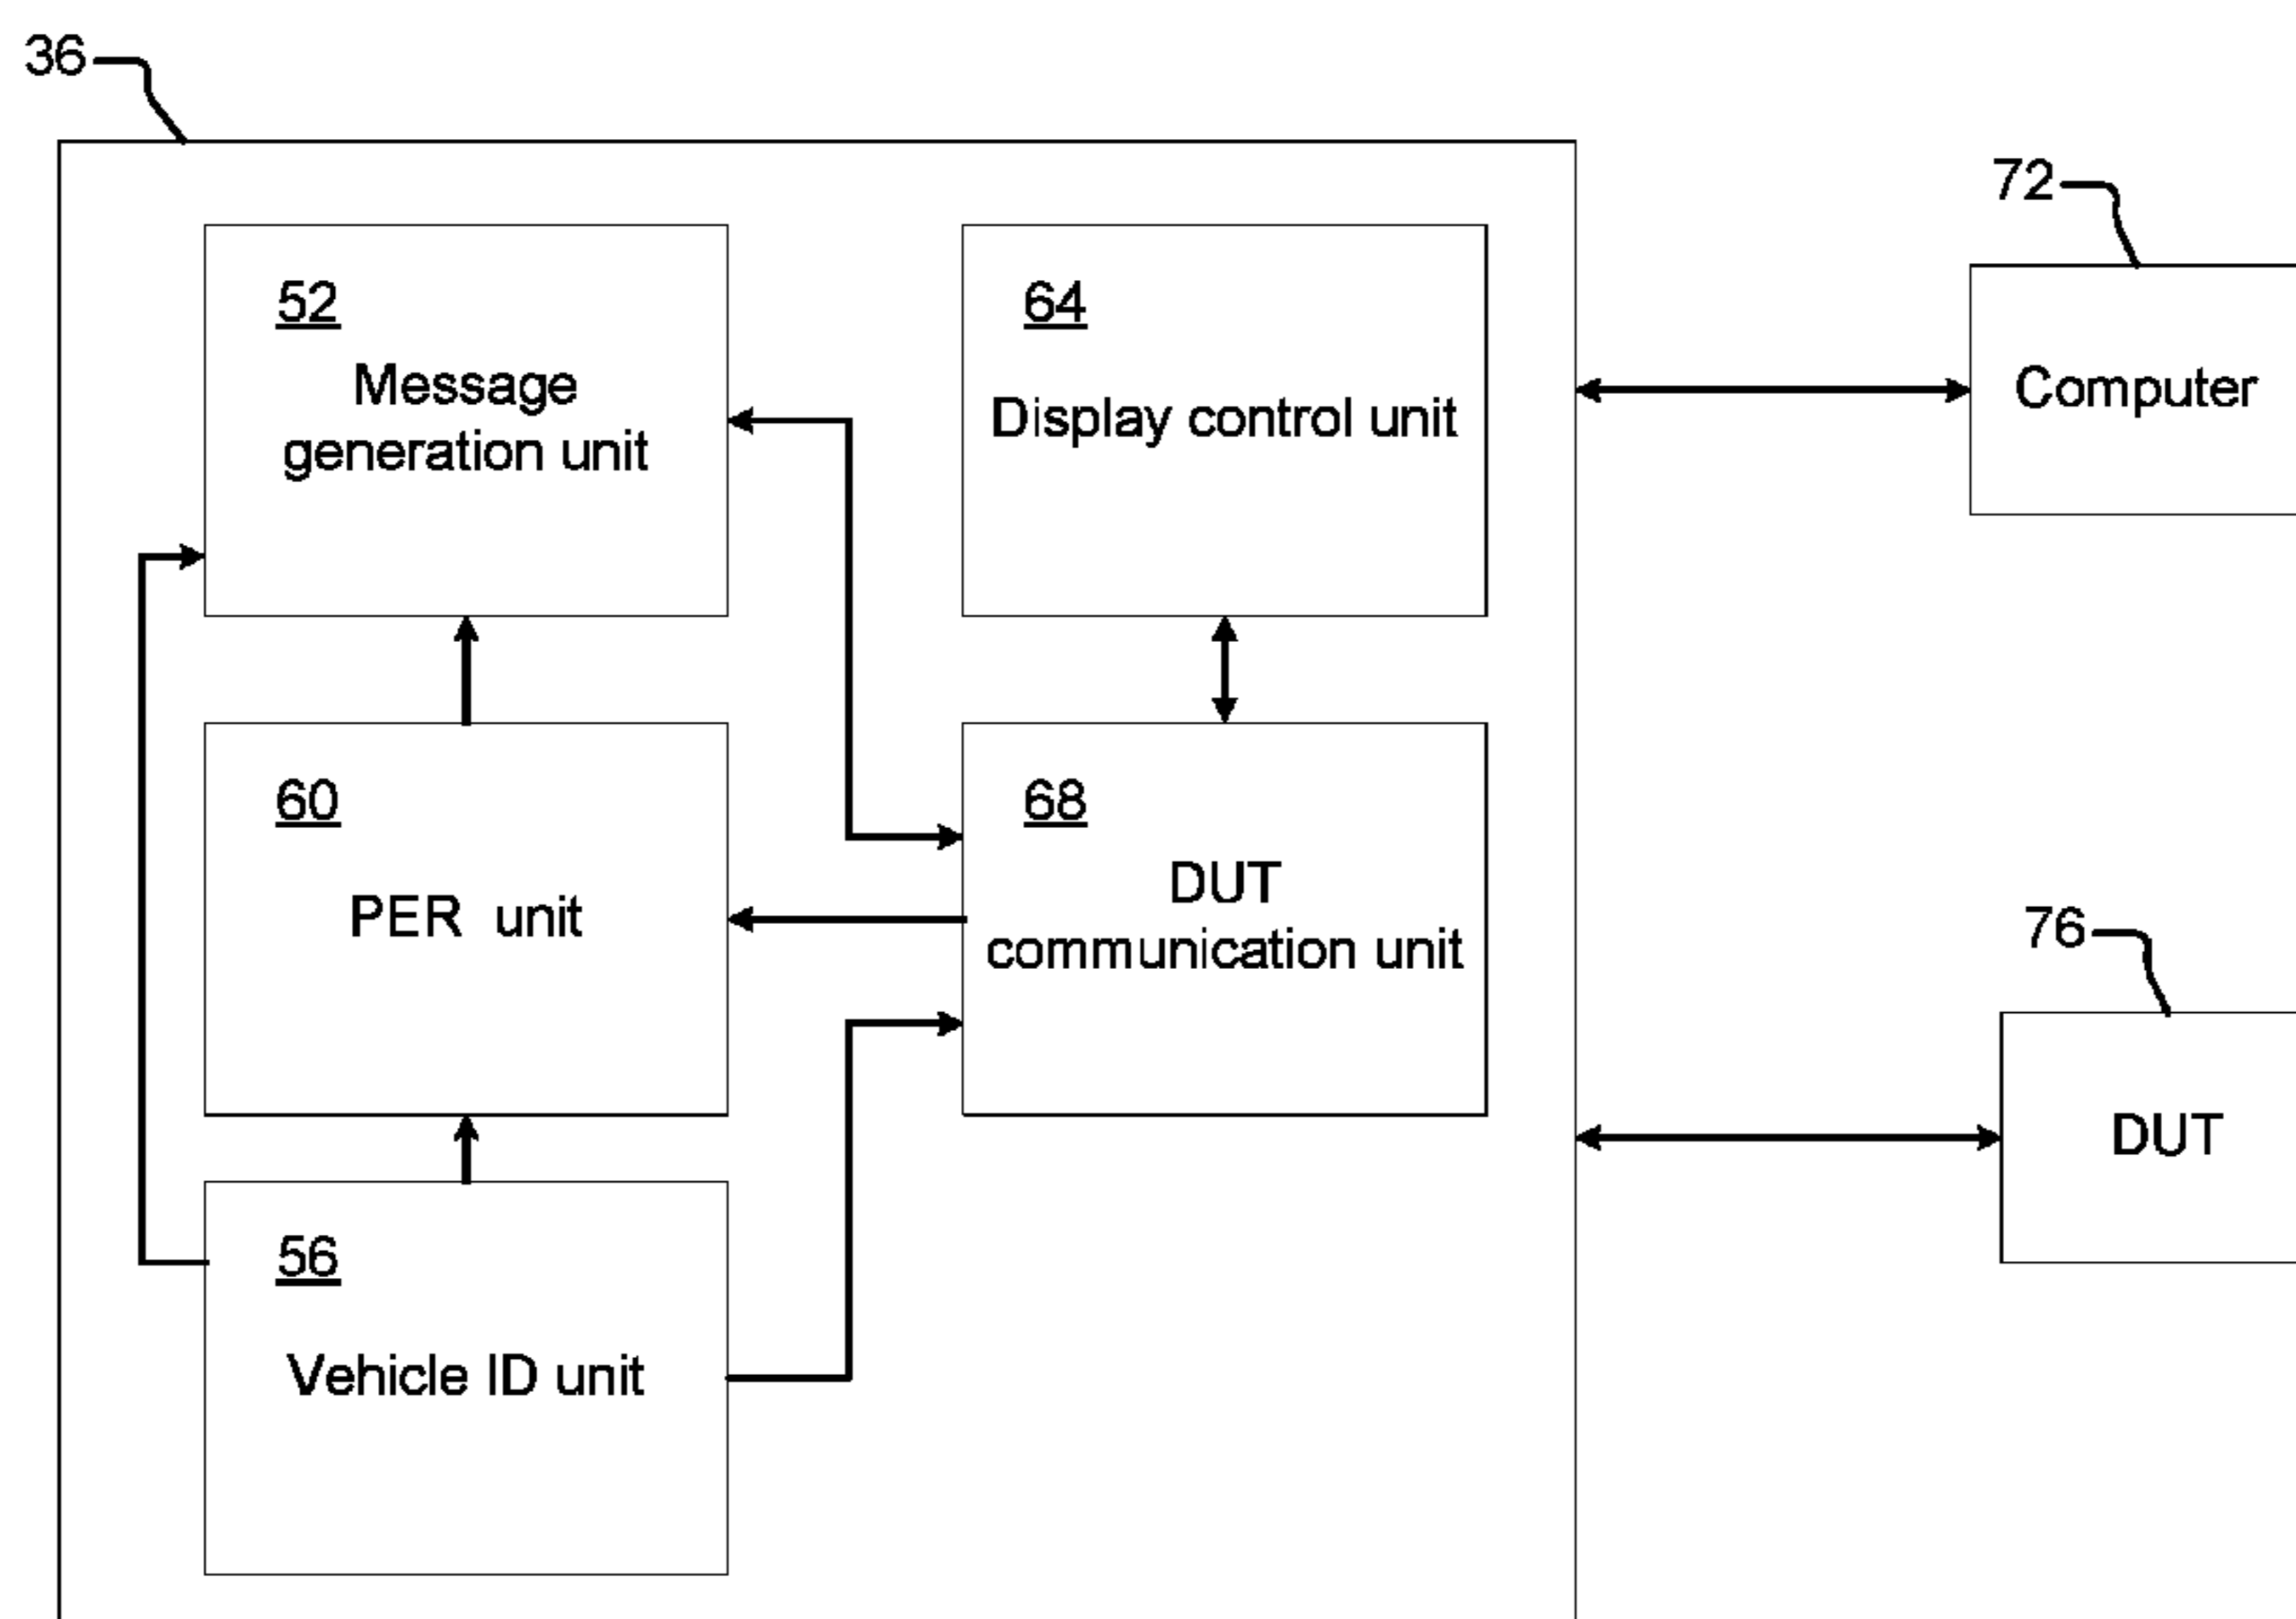 36
72
52
Message
generation unit
64
Display control unit
Computer
60
PER unit
68
DUT
communication unit
76
DUT
56
Vehicle ID unit